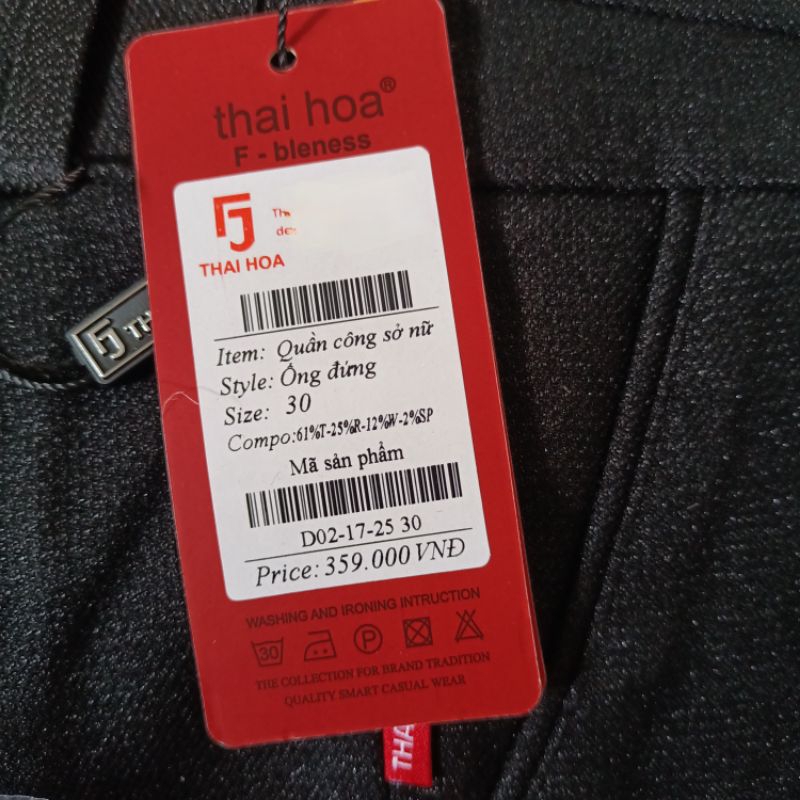 thai hoa®
F - bleness
THAI HOA
Item: Quần công sở nữ
Style: Ống đứng
Size: 30
Compo:61%T-25%R-12%W-2%SP
Mã sản phẩm
D02-17-25 30
Price: 359.000 VNĐ
WASHING AND IRONING INTRUCTION
30 P
THE COLLECTION FOR BRAND TRADITION
QUALITY SMART CASUAL WEAR
THA